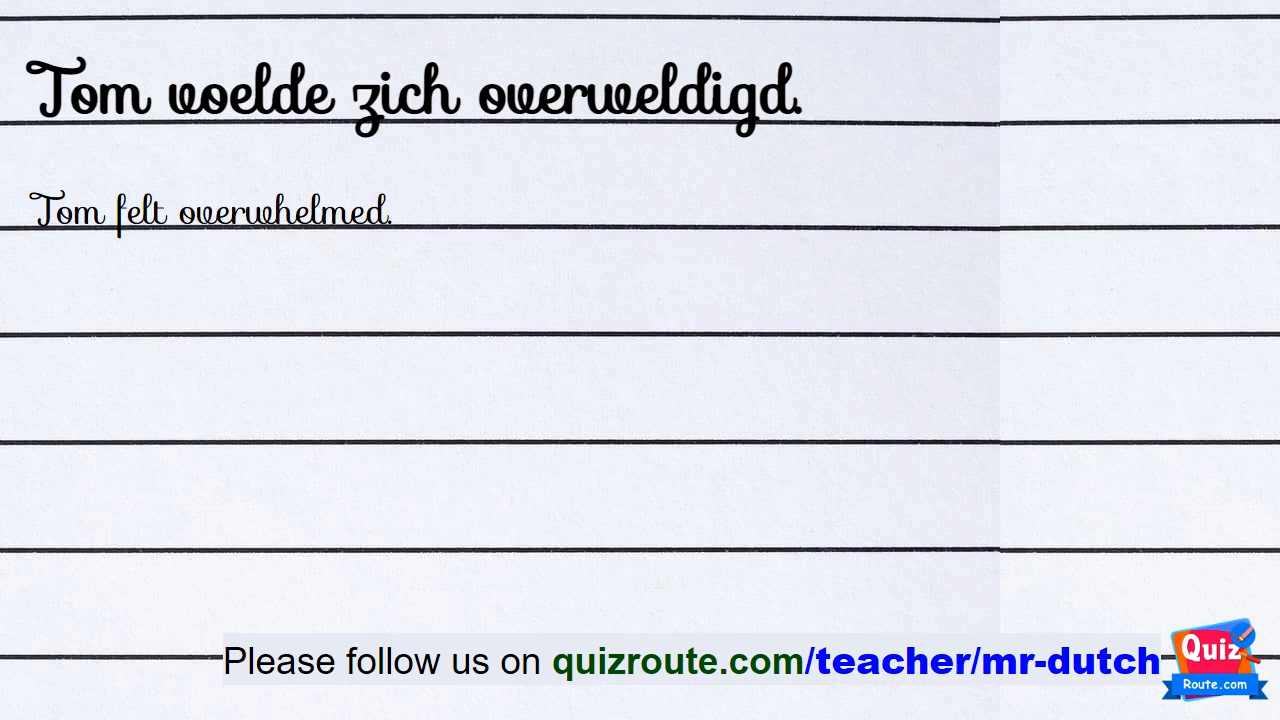 Tom voelde zich overweldigd.
Tom felt overwhelmed.
Please follow us on quizroute.com/teacher/mr-dutch
Quiz
Route.com